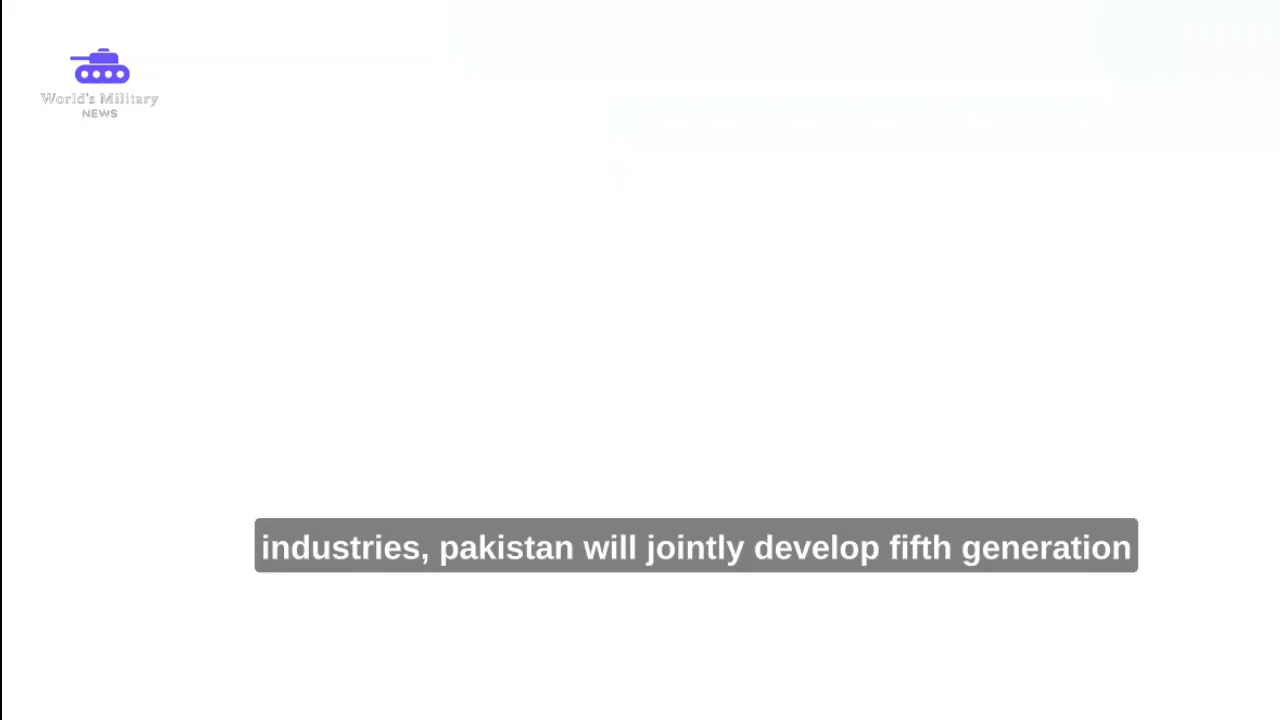 World's Military
NEWS
industries, pakistan will jointly develop fifth generation